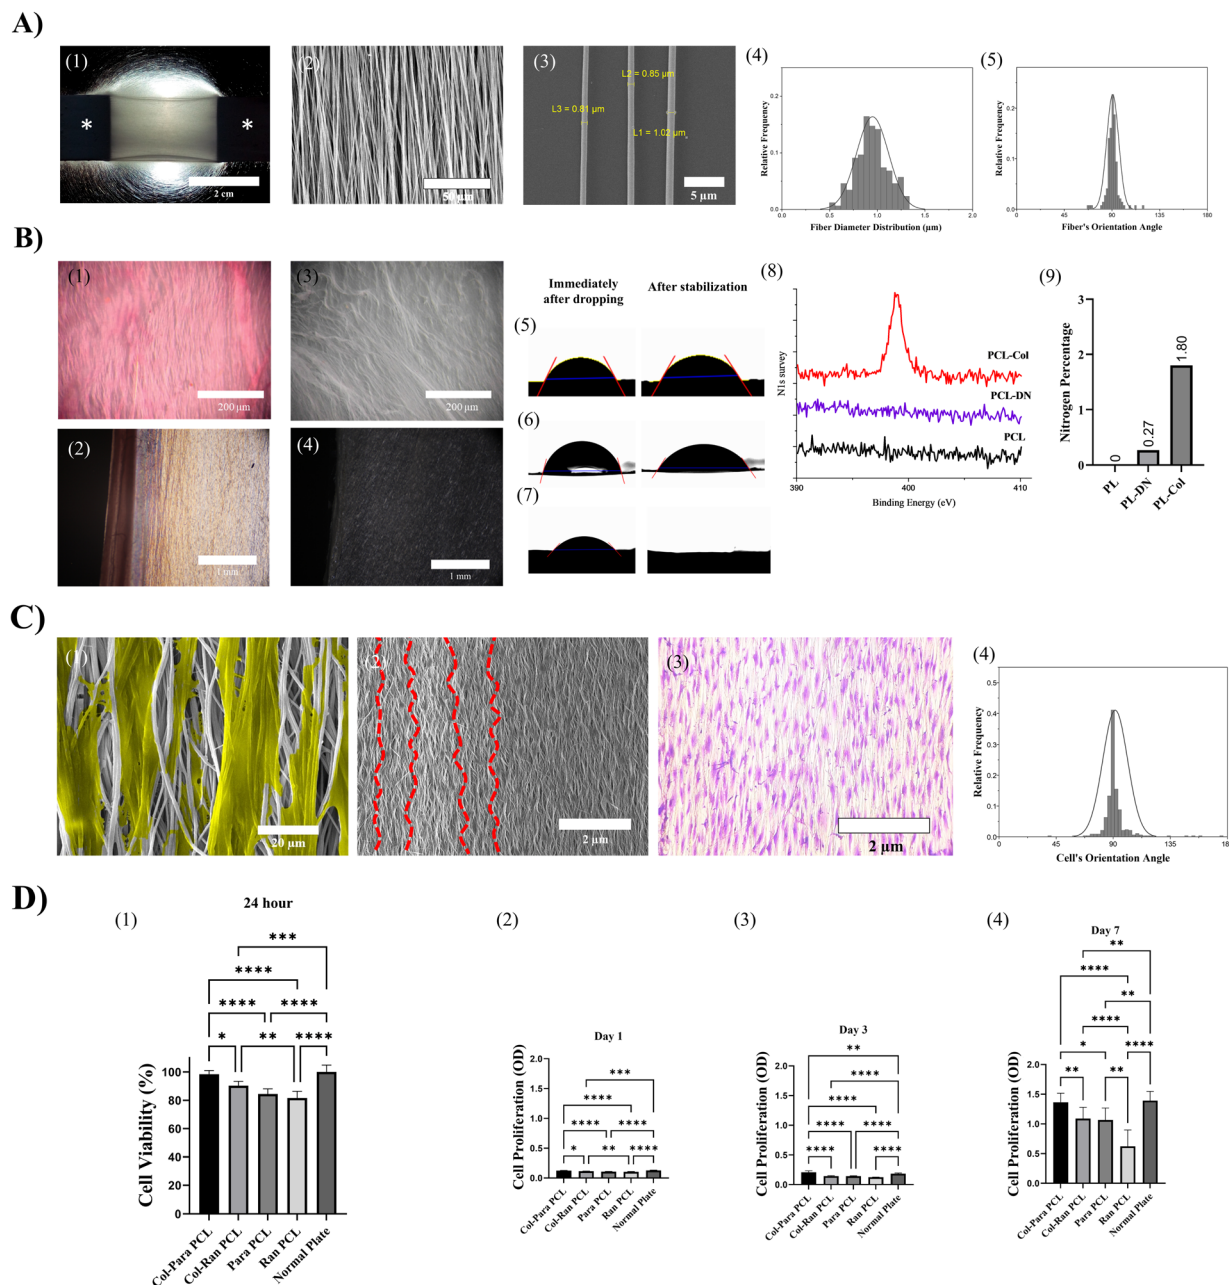 A)
(1)
*
*
2 cm
(2)
50 µm
(3)
L2 = 0.85 µm
L3 = 0.81 µm
L1 = 1.02 µm
5 µm
(4)
Relative Frequency
0.2
0.1
0.0
0.0
0.5
1.0
1.5
2.0
Fiber Diameter Distribution (µm)
(5)
Relative Frequency
0.2
0.1
0.0
0
45
90
135
180
Fiber's Orientation Angle
B)
(1)
200 µm
(2)
1 mm
(3)
200 µm
(4)
1 mm
Immediately after dropping
After stabilization
(5)
(6)
(7)
(8)
N1s survey
PCL-Col
PCL-DN
PCL
390
400
410
Binding Energy (eV)
(9)
Nitrogen Percentage
3
2
1
0
0
0.27
1.80
PL
PL-DN
PL-Col
C)
(1)
20 µm
(2)
2 µm
(3)
2 µm
(4)
Relative Frequency
0.5
0.4
0.3
0.2
0.1
0.0
0
45
90
135
18
Cell's Orientation Angle
D)
(1)
24 hour
***
****
**** ****
* ** ****
Cell Viability (%)
100
80
60
40
20
0
Col-Para PCL
Col-Ran PCL
Para PCL
Ran PCL
Normal Plate
(2)
Day 1
Cell Proliferation (OD)
2.0
1.5
1.0
0.5
0.0
***
****
**** ****
* ** ****
Col-Para PCL
Col-Ran PCL
Para PCL
Ran PCL
Normal Plate
(3)
Day 3
Cell Proliferation (OD)
2.0
1.5
1.0
0.5
0.0
**
****
****
**** ****
**** ****
Col-Para PCL
Col-Ran PCL
Para PCL
Ran PCL
Normal Plate
(4)
Day 7
**
****
**
****
* ****
** **
Cell Proliferation (OD)
2.0
1.5
1.0
0.5
0.0
Col-Para PCL
Col-Ran PCL
Para PCL
Ran PCL
Normal Plate